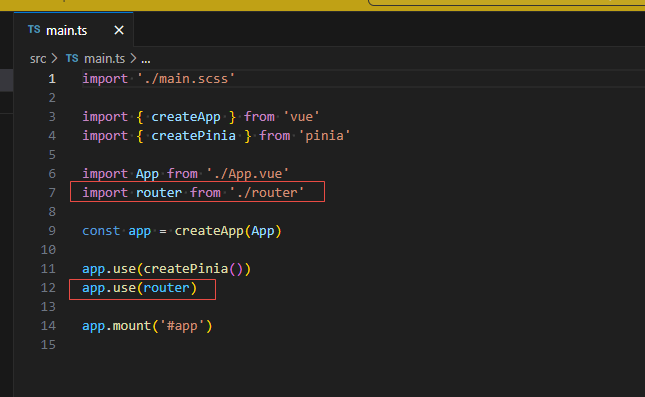 TS main.ts ×
src > TS main.ts > ...
1 import './main.scss'
2
3 import { createApp } from 'vue'
4 import { createPinia } from 'pinia'
5
6 import App from './App.vue'
7 import router from './router'
8
9 const app = createApp(App)
10
11 app.use(createPinia())
12 app.use(router)
13
14 app.mount('#app')
15